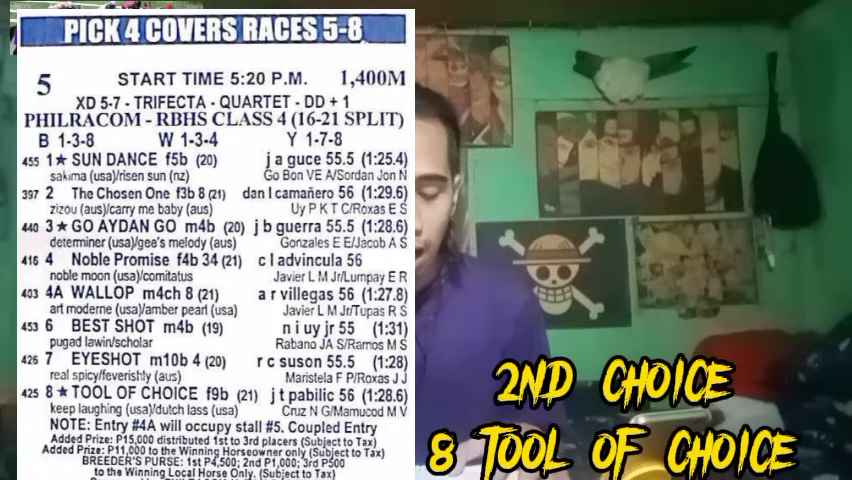 PICK 4 COVERS RACES 5-8
5 START TIME 5:20 P.M. 1,400M
XD 5-7 - TRIFECTA - QUARTET - DD + 1
PHILRACOM - RBHS CLASS 4 (16-21 SPLIT)
B 1-3-8 W 1-3-4 Y 1-7-8
455 1★ SUN DANCE f5b (20) j a guce 55.5 (1:25.4)
sakima (usa)/risen sun (nz) Go Bon VE A/Sordan Jon N
397 2 The Chosen One f3b 8 (21) dan l camañero 56 (1:29.6)
zizou (aus)/carry me baby (aus) Uy P K T C/Roxas E S
440 3★ GO AYDAN GO m4b (20) j b guerra 55.5 (1:28.6)
determiner (usa)/gee's melody (aus) Gonzales E E/Jacob A S
416 4 Noble Promise f4b 34 (21) c l advincula 56
noble moon (usa)/comitatus Javier L M Jr/Lumpay E R
403 4A WALLOP m4ch 8 (21) a r villegas 56 (1:27.8)
art moderne (usa)/amber pearl (usa) Javier L M Jr/Tupas R S
453 6 BEST SHOT m4b (19) n i uy jr 55 (1:31)
pugad lawin/scholar Rabano JA S/Ramos M S
426 7 EYESHOT m10b 4 (20) r c suson 55.5 (1:28)
real spicy/feverishly (aus) Maristela F P/Roxas J J
425 8★ TOOL OF CHOICE f9b (21) j t pabilic 56 (1:28.6)
keep laughing (usa)/dutch lass (usa) Cruz N G/Mamucod M V
NOTE: Entry #4A will occupy stall #5. Coupled Entry
Added Prize: P15,000 distributed 1st to 3rd placers (Subject to Tax)
Added Prize: P11,000 to the Winning Horseowner only (Subject to Tax)
BREEDER'S PURSE: 1st P4,500; 2nd P1,000; 3rd P500
to the Winning Local Horse Only. (Subject to Tax)
2ND CHOICE
8 TOOL OF CHOICE